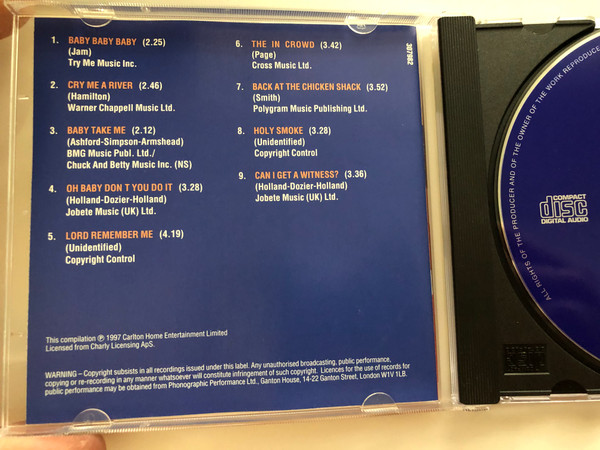 1. BABY BABY BABY (2.25)
(Jam)
Try Me Music Inc.
2. CRY ME A RIVER (2.46)
(Hamilton)
Warner Chappell Music Ltd.
3. BABY TAKE ME (2.12)
(Ashford-Simpson-Armshead)
BMG Music Publ. Ltd./
Chuck And Betty Music Inc. (NS)
4. OH BABY DON T YOU DO IT (3.28)
(Holland-Dozier-Holland)
Jobete Music (UK) Ltd.
5. LORD REMEMBER ME (4.19)
(Unidentified)
Copyright Control
6. THE IN CROWD (3.42)
(Page)
Cross Music Ltd.
7. BACK AT THE CHICKEN SHACK (3.52)
(Smith)
Polygram Music Publishing Ltd.
8. HOLY SMOKE (3.28)
(Unidentified)
Copyright Control
9. CAN I GET A WITNESS? (3.36)
(Holland-Dozier-Holland)
Jobete Music (UK) Ltd.
307982
This compilation ℗ 1997 Carlton Home Entertainment Limited
Licensed from Charly Licensing ApS.
WARNING – Copyright subsists in all recordings issued under this label. Any unauthorised broadcasting, public performance,
copying or re-recording in any manner whatsoever will constitute infringement of such copyright. Licences for the use of records for
public performance may be obtained from Phonographic Performance Ltd., Ganton House, 14-22 Ganton Street, London W1V 1LB.
ALL RIGHTS OF THE PRODUCER AND OF THE OWNER OF THE WORK REPRODUCE
COMPACT
disc
DIGITAL AUDIO